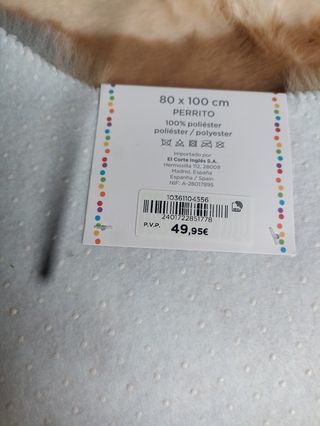 80 x 100 cm
PERRITO
100% poliéster
poliéster / polyester
importado por
El Corte Inglés S.A.
Hermosilla 112, 28009
Madrid, España
Espanha / Spain
NIF: A-28017895
10361104556
2401722851778
P.V.P. 49,95€